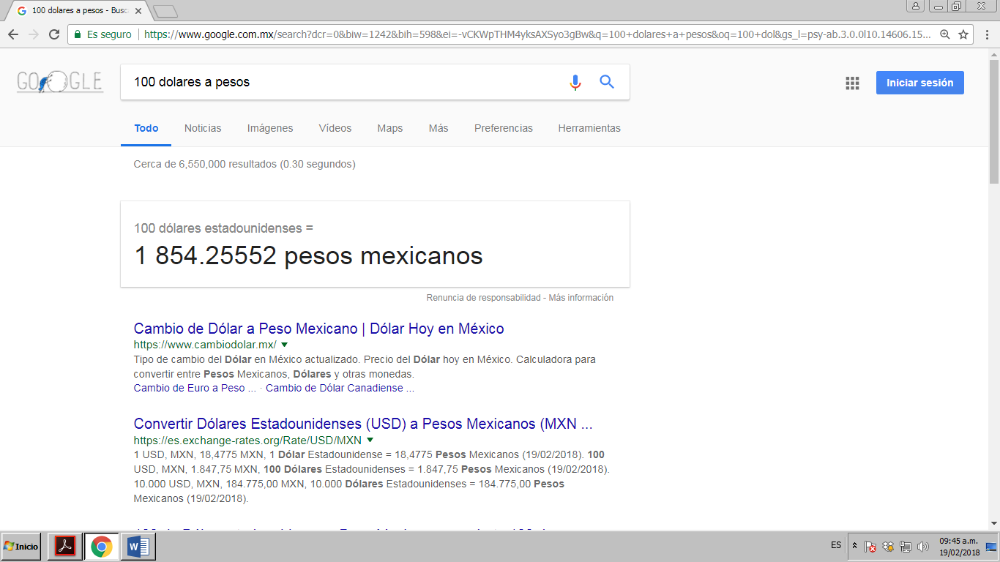 100 dolares a pesos - Busc
Es seguro
https://www.google.com.mx/search?dcr=0&biw=1242&bih=598&ei=-vCKWpTHM4yksAXSyo3gBw&q=100+dolares+a+pesos&oq=100+dol&gs_l=psy-ab.3.0.0l10.14606.15...
GOOGLE
100 dolares a pesos
Iniciar sesión
Todo Noticias Imágenes Vídeos Maps Más Preferencias Herramientas
Cerca de 6,550,000 resultados (0.30 segundos)
100 dólares estadounidenses =
1 854.25552 pesos mexicanos
Renuncia de responsabilidad - Más información
Cambio de Dólar a Peso Mexicano | Dólar Hoy en México
https://www.cambiodolar.mx/
Tipo de cambio del Dólar en México actualizado. Precio del Dólar hoy en México. Calculadora para
convertir entre Pesos Mexicanos, Dólares y otras monedas.
Cambio de Euro a Peso ... · Cambio de Dólar Canadiense ...
Convertir Dólares Estadounidenses (USD) a Pesos Mexicanos (MXN ...
https://es.exchange-rates.org/Rate/USD/MXN
1 USD, MXN, 18,4775 MXN, 1 Dólar Estadounidense = 18,4775 Pesos Mexicanos (19/02/2018). 100
USD, MXN, 1.847,75 MXN, 100 Dólares Estadounidenses = 1.847,75 Pesos Mexicanos (19/02/2018).
10.000 USD, MXN, 184.775,00 MXN, 10.000 Dólares Estadounidenses = 184.775,00 Pesos
Mexicanos (19/02/2018).
Inicio
ES
09:45 a.m.
19/02/2018